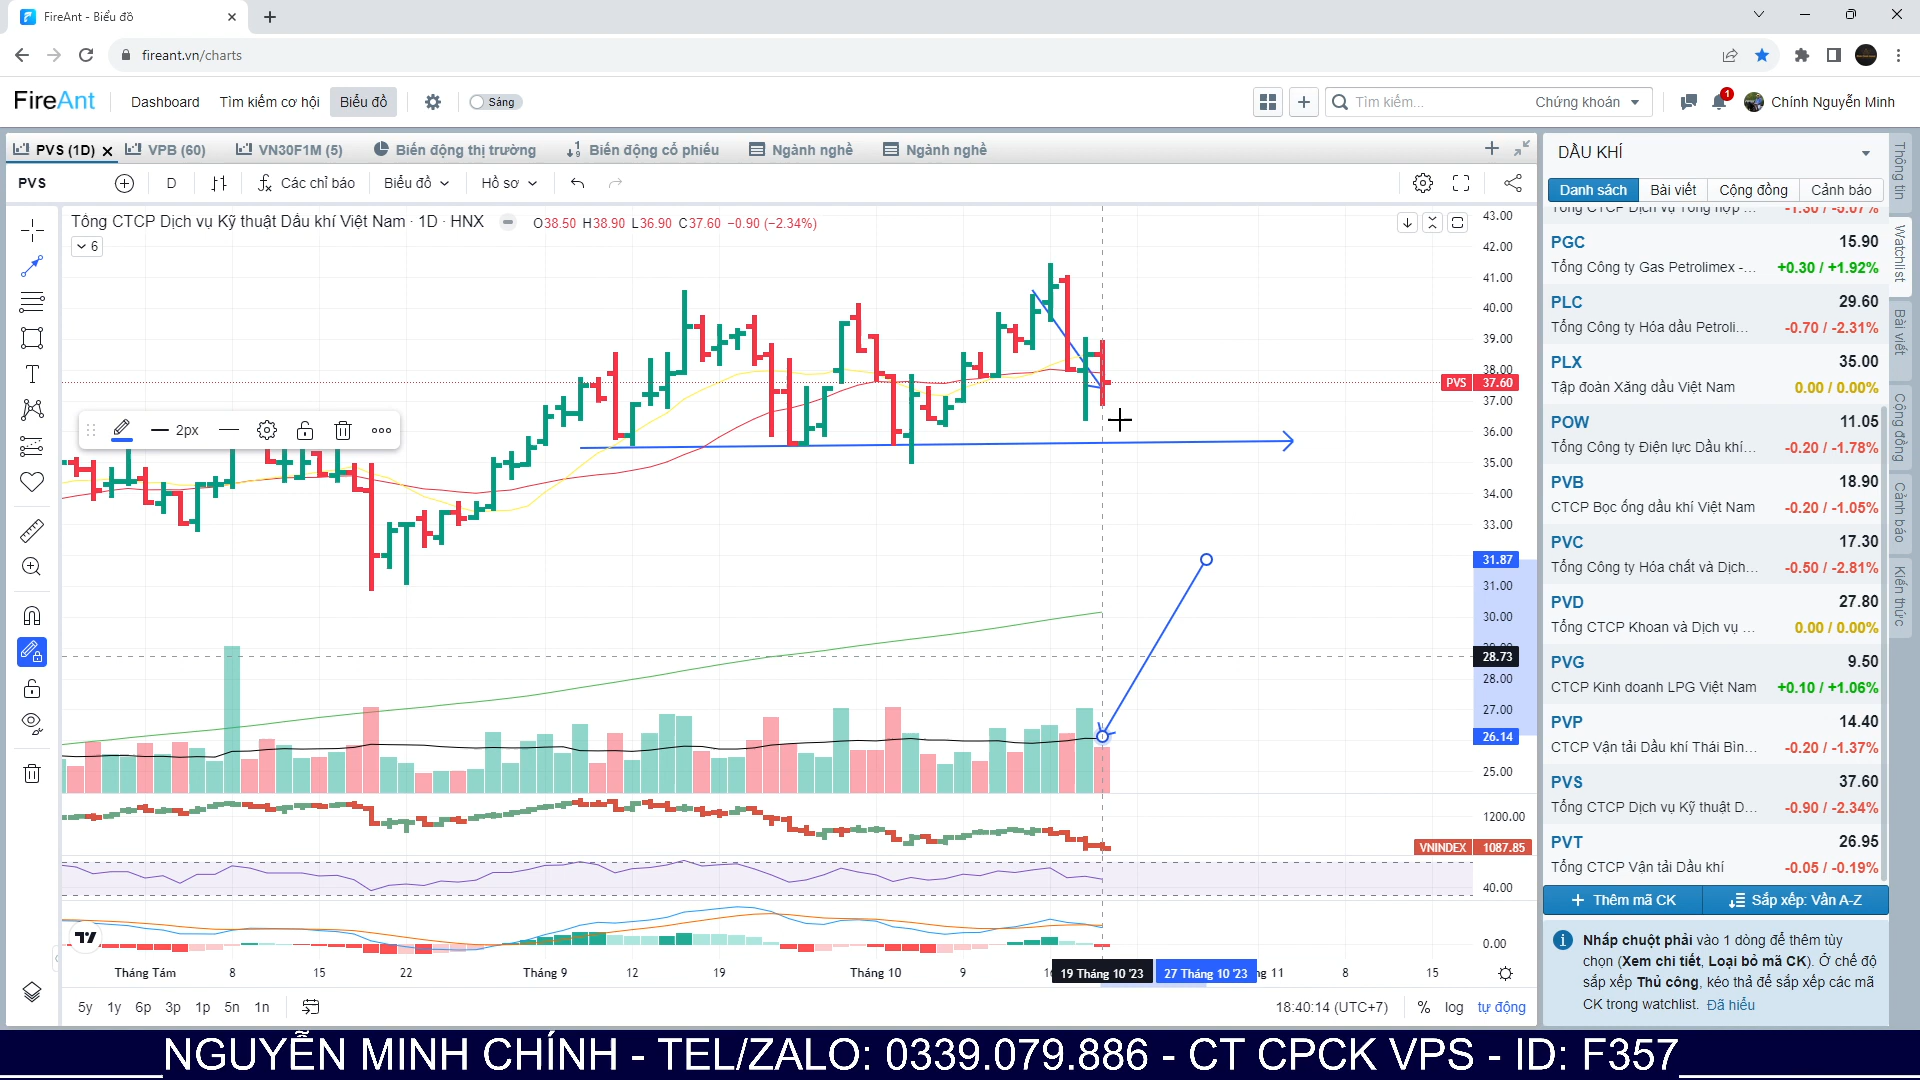 FireAnt - Biểu đồ
fireant.vn/charts
FireAnt Dashboard Tìm kiếm cơ hội Biểu đồ Sáng Tìm kiếm... Chứng khoán 1 Chính Nguyễn Minh
PVS (1D) VPB (60) VN30F1M (5) Biến động thị trường Biến động cổ phiếu Ngành nghề Ngành nghề
PVS D Các chỉ báo Biểu đồ Hồ sơ
Tổng CTCP Dịch vụ Kỹ thuật Dầu khí Việt Nam · 1D · HNX O38.50 H38.90 L36.90 C37.60 −0.90 (−2.34%)
6
2px
43.00
42.00
41.00
40.00
39.00
38.00
PVS 37.60
37.00
36.00
35.00
34.00
33.00
31.87
31.00
30.00
28.73
28.00
27.00
26.14
25.00
1200.00
VNINDEX 1087.85
40.00
0.00
Tháng Tám 8 15 22 Tháng 9 12 19 Tháng 10 9 19 Tháng 10 '23 27 Tháng 10 '23 8 15
5y 1y 6p 3p 1p 5n 1n 18:40:14 (UTC+7) % log tự động
DẦU KHÍ
Danh sách Bài viết Cộng đồng Cảnh báo
Tổng CTCP Dịch vụ Tổng hợp ... -1.30 / -5.07%
PGC 15.90
Tổng Công ty Gas Petrolimex -... +0.30 / +1.92%
PLC 29.60
Tổng Công ty Hóa dầu Petroli... -0.70 / -2.31%
PLX 35.00
Tập đoàn Xăng dầu Việt Nam 0.00 / 0.00%
POW 11.05
Tổng Công ty Điện lực Dầu khí... -0.20 / -1.78%
PVB 18.90
CTCP Bọc ống dầu khí Việt Nam -0.20 / -1.05%
PVC 17.30
Tổng Công ty Hóa chất và Dịch... -0.50 / -2.81%
PVD 27.80
Tổng CTCP Khoan và Dịch vụ ... 0.00 / 0.00%
PVG 9.50
CTCP Kinh doanh LPG Việt Nam +0.10 / +1.06%
PVP 14.40
CTCP Vận tải Dầu khí Thái Bìn... -0.20 / -1.37%
PVS 37.60
Tổng CTCP Dịch vụ Kỹ thuật D... -0.90 / -2.34%
PVT 26.95
Tổng CTCP Vận tải Dầu khí -0.05 / -0.19%
Thêm mã CK Sắp xếp: Vần A-Z
Nhấp chuột phải vào 1 dòng để thêm tùy
chọn (Xem chi tiết, Loại bỏ mã CK). Ở chế độ
sắp xếp Thủ công, kéo thả để sắp xếp các mã
CK trong watchlist. Đã hiểu
Thông tin
Watchlist
Bài viết
Cộng đồng
Cảnh báo
Kiến thức
NGUYỄN MINH CHÍNH - TEL/ZALO: 0339.079.886 - CT CPCK VPS - ID: F357